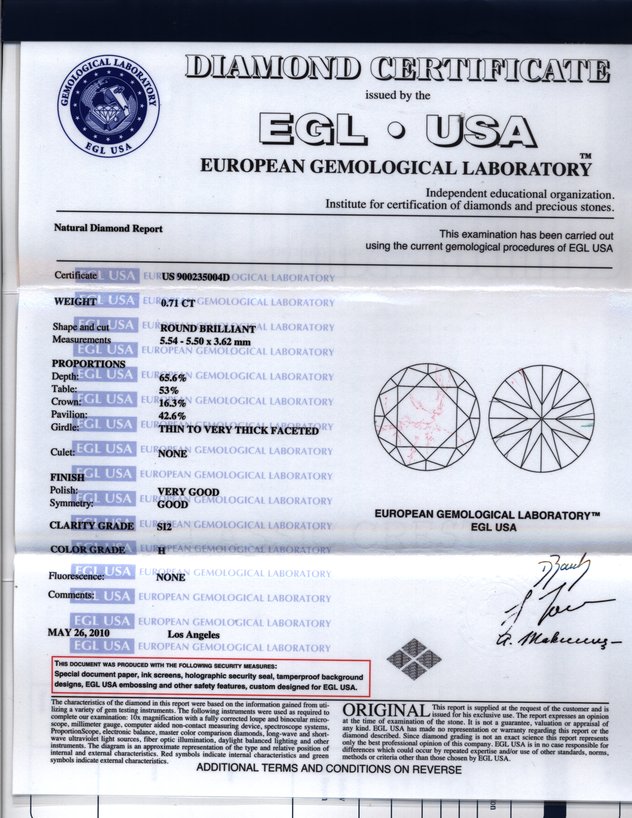 GEMOLOGICAL LABORATORY
EGL USA
DIAMOND CERTIFICATE
issued by the
EGL • USA
EUROPEAN GEMOLOGICAL LABORATORY™
Independent educational organization.
Institute for certification of diamonds and precious stones.
Natural Diamond Report
This examination has been carried out
using the current gemological procedures of EGL USA
Certificate US 900235004D
WEIGHT 0.71 CT
Shape and cut ROUND BRILLIANT
Measurements 5.54 - 5.50 x 3.62 mm
PROPORTIONS
Depth: 65.6%
Table: 53%
Crown: 16.3%
Pavilion: 42.6%
Girdle: THIN TO VERY THICK FACETED
Culet: NONE
FINISH
Polish: VERY GOOD
Symmetry: GOOD
CLARITY GRADE SI2
COLOR GRADE H
Fluorescence: NONE
Comments:
MAY 26, 2010 Los Angeles
EGL USA EUROPEAN GEMOLOGICAL LABORATORY
EUROPEAN GEMOLOGICAL LABORATORY™
EGL USA
THIS DOCUMENT WAS PRODUCED WITH THE FOLLOWING SECURITY MEASURES:
Special document paper, ink screens, holographic security seal, tamperproof background
designs, EGL USA embossing and other safety features, custom designed for EGL USA.
The characteristics of the diamond in this report were based on the information gained from uti-
lizing a variety of gem testing instruments. The following instruments were used as required to
complete our examination: 10x magnification with a fully corrected loupe and binocular micro-
scope, millimeter gauge, computer aided non-contact measuring device, spectroscope systems,
ProportionScope, electronic balance, master color comparison diamonds, long-wave and short-
wave ultraviolet light sources, fiber optic illumination, daylight balanced lighting and other
instruments. The diagram is an approximate representation of the type and relative position of
internal and external characteristics. Red symbols indicate internal characteristics and green
symbols indicate external characteristics.
ORIGINAL This report is supplied at the request of the customer and is
issued for his exclusive use. The report expresses an opinion
at the time of examination of the stone. It is not a guarantee, valuation or appraisal of
any kind. EGL USA has made no representation or warranty regarding this report or the
diamond described. Since diamond grading is not an exact science this report represents
only the best professional opinion of this company. EGL USA is in no case responsible for
differences which could occur by repeated expertise and/or use of other standards, norms,
methods or criteria other than those chosen by EGL USA.
ADDITIONAL TERMS AND CONDITIONS ON REVERSE